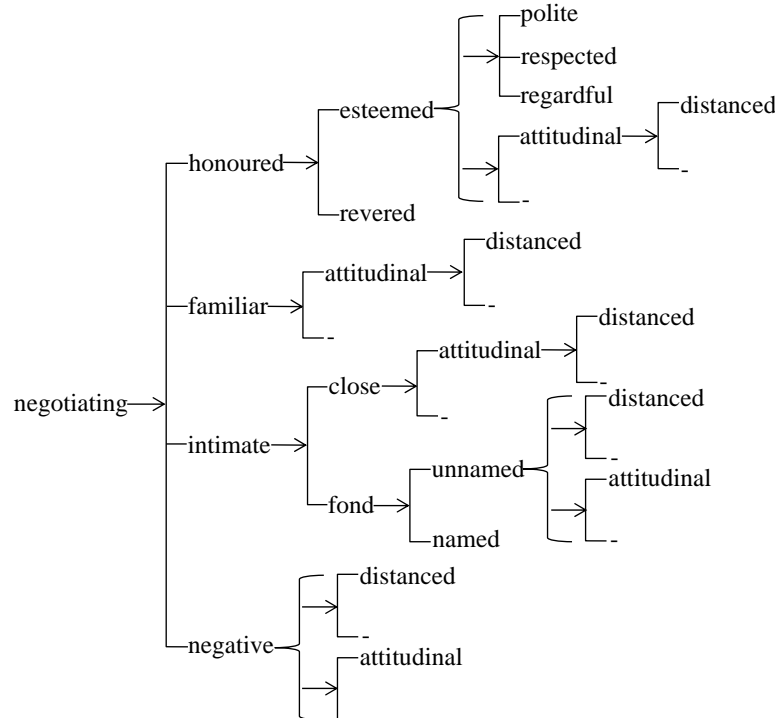 polite
respected
regardful
esteemed
attitudinal
distanced
-
-
honoured
revered
distanced
attitudinal
-
familiar
-
distanced
attitudinal
-
close
-
distanced
-
negotiating
intimate
unnamed
attitudinal
-
fond
named
distanced
-
negative
attitudinal